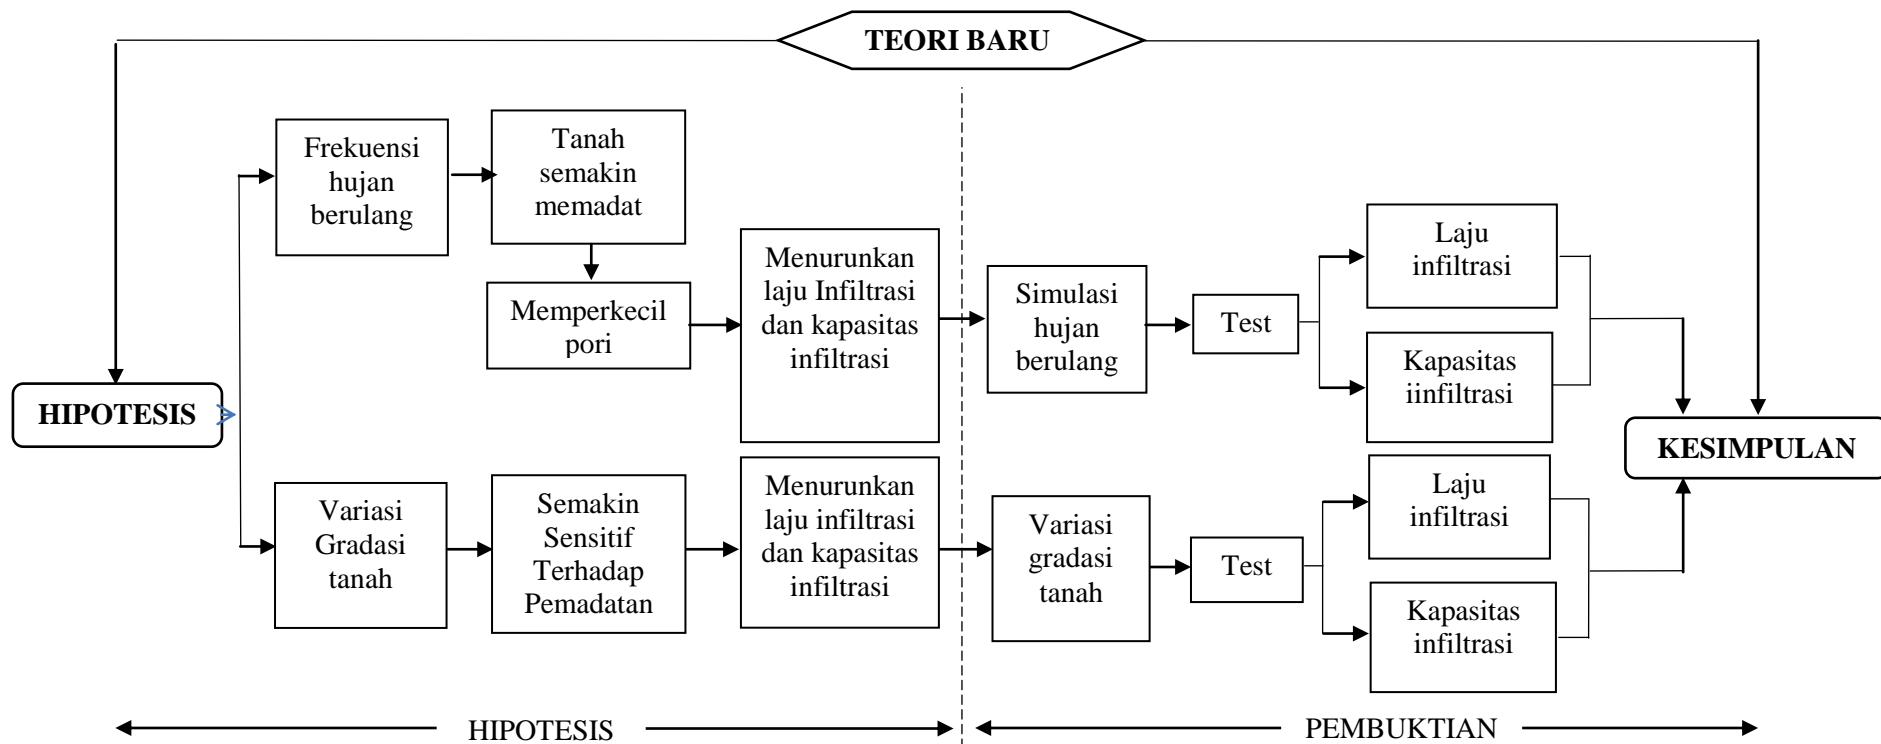 TEORI BARU
Frekuensi
hujan
berulang
Tanah
semakin
memadat
Memperkecil
pori
Menurunkan
laju Infiltrasi
dan kapasitas
infiltrasi
Simulasi
hujan
berulang
Test
Laju
infiltrasi
Kapasitas
iinfiltrasi
HIPOTESIS
KESIMPULAN
Variasi
Gradasi
tanah
Semakin
Sensitif
Terhadap
Pemadatan
Menurunkan
laju infiltrasi
dan kapasitas
infiltrasi
Variasi
gradasi
tanah
Test
Laju
infiltrasi
Kapasitas
infiltrasi
HIPOTESIS
PEMBUKTIAN